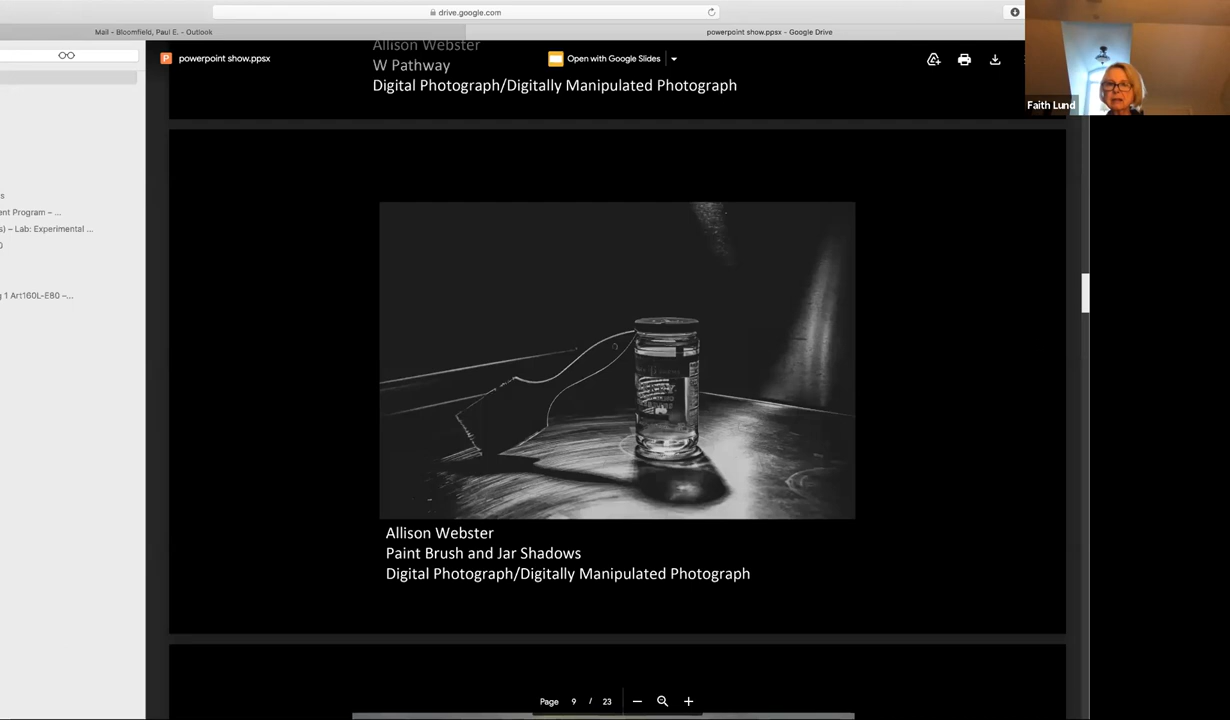 drive.google.com
Mail - Bloomfield, Paul E. - Outlook
powerpoint show.ppsx - Google Drive
P powerpoint show.ppsx
Open with Google Slides
Faith Lund
Allison Webster
W Pathway
Digital Photograph/Digitally Manipulated Photograph
s
ent Program – ...
s) – Lab: Experimental ...
0
g 1 Art160L-E80 –...
Allison Webster
Paint Brush and Jar Shadows
Digital Photograph/Digitally Manipulated Photograph
Page 9 / 23